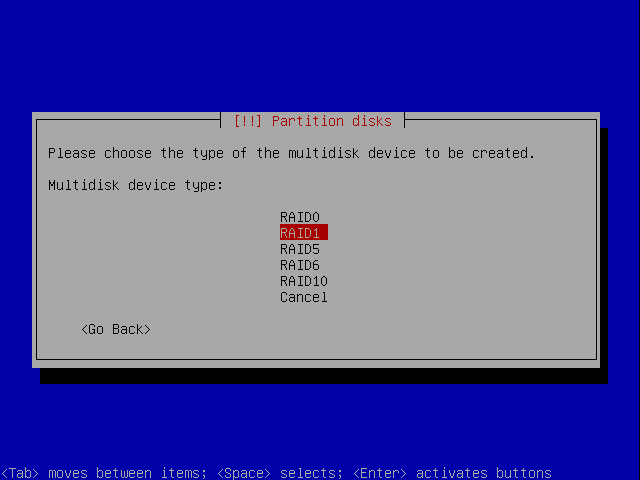 [!!] Partition disks
Please choose the type of the multidisk device to be created.
Multidisk device type:
RAID0
RAID1
RAID5
RAID6
RAID10
Cancel
<Go Back>
<Tab> moves between items; <Space> selects; <Enter> activates buttons